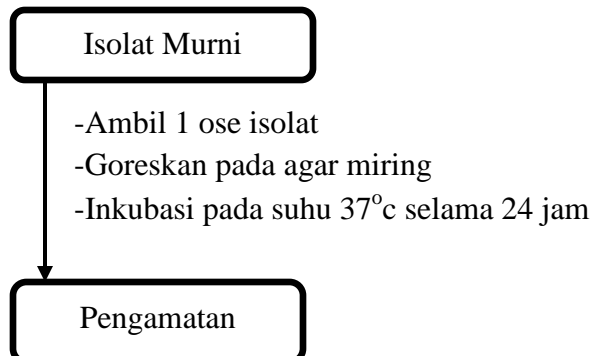 Isolat Murni
-Ambil 1 ose isolat
-Goreskan pada agar miring
-Inkubasi pada suhu 37°c selama 24 jam
Pengamatan